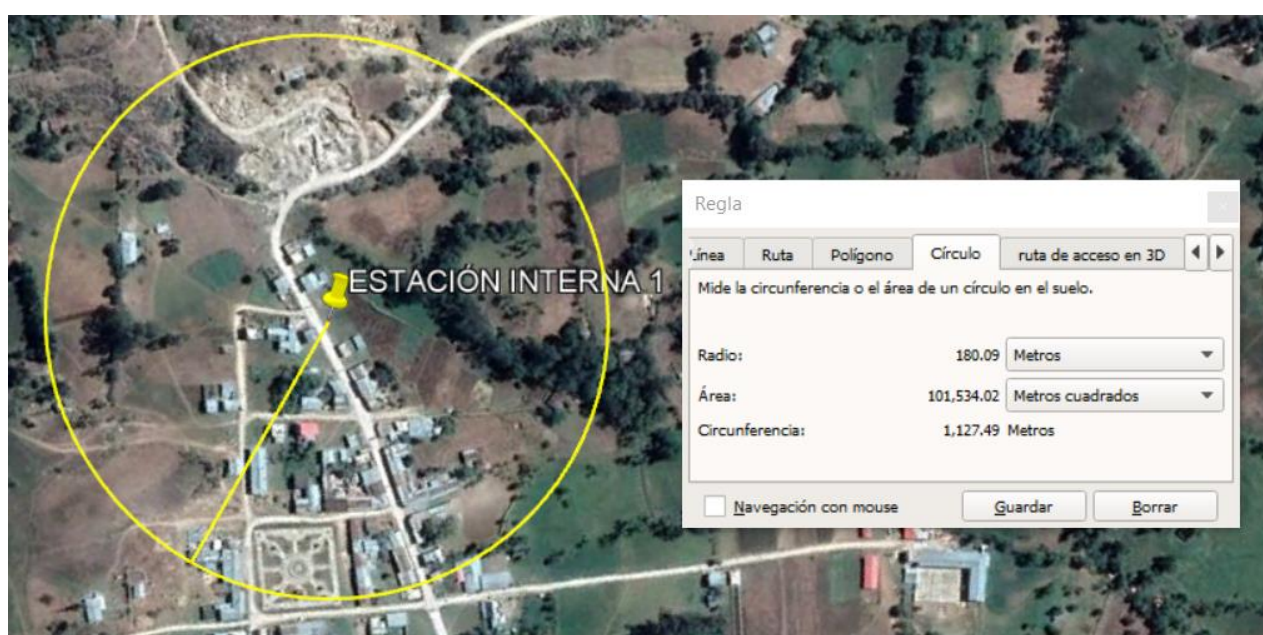 ESTACIÓN INTERNA 1
Regla
Línea Ruta Polígono Círculo ruta de acceso en 3D
Mide la circunferencia o el área de un círculo en el suelo.
Radio: 180.09 Metros
Área: 101,534.02 Metros cuadrados
Circunferencia: 1,127.49 Metros
Navegación con mouse Guardar Borrar